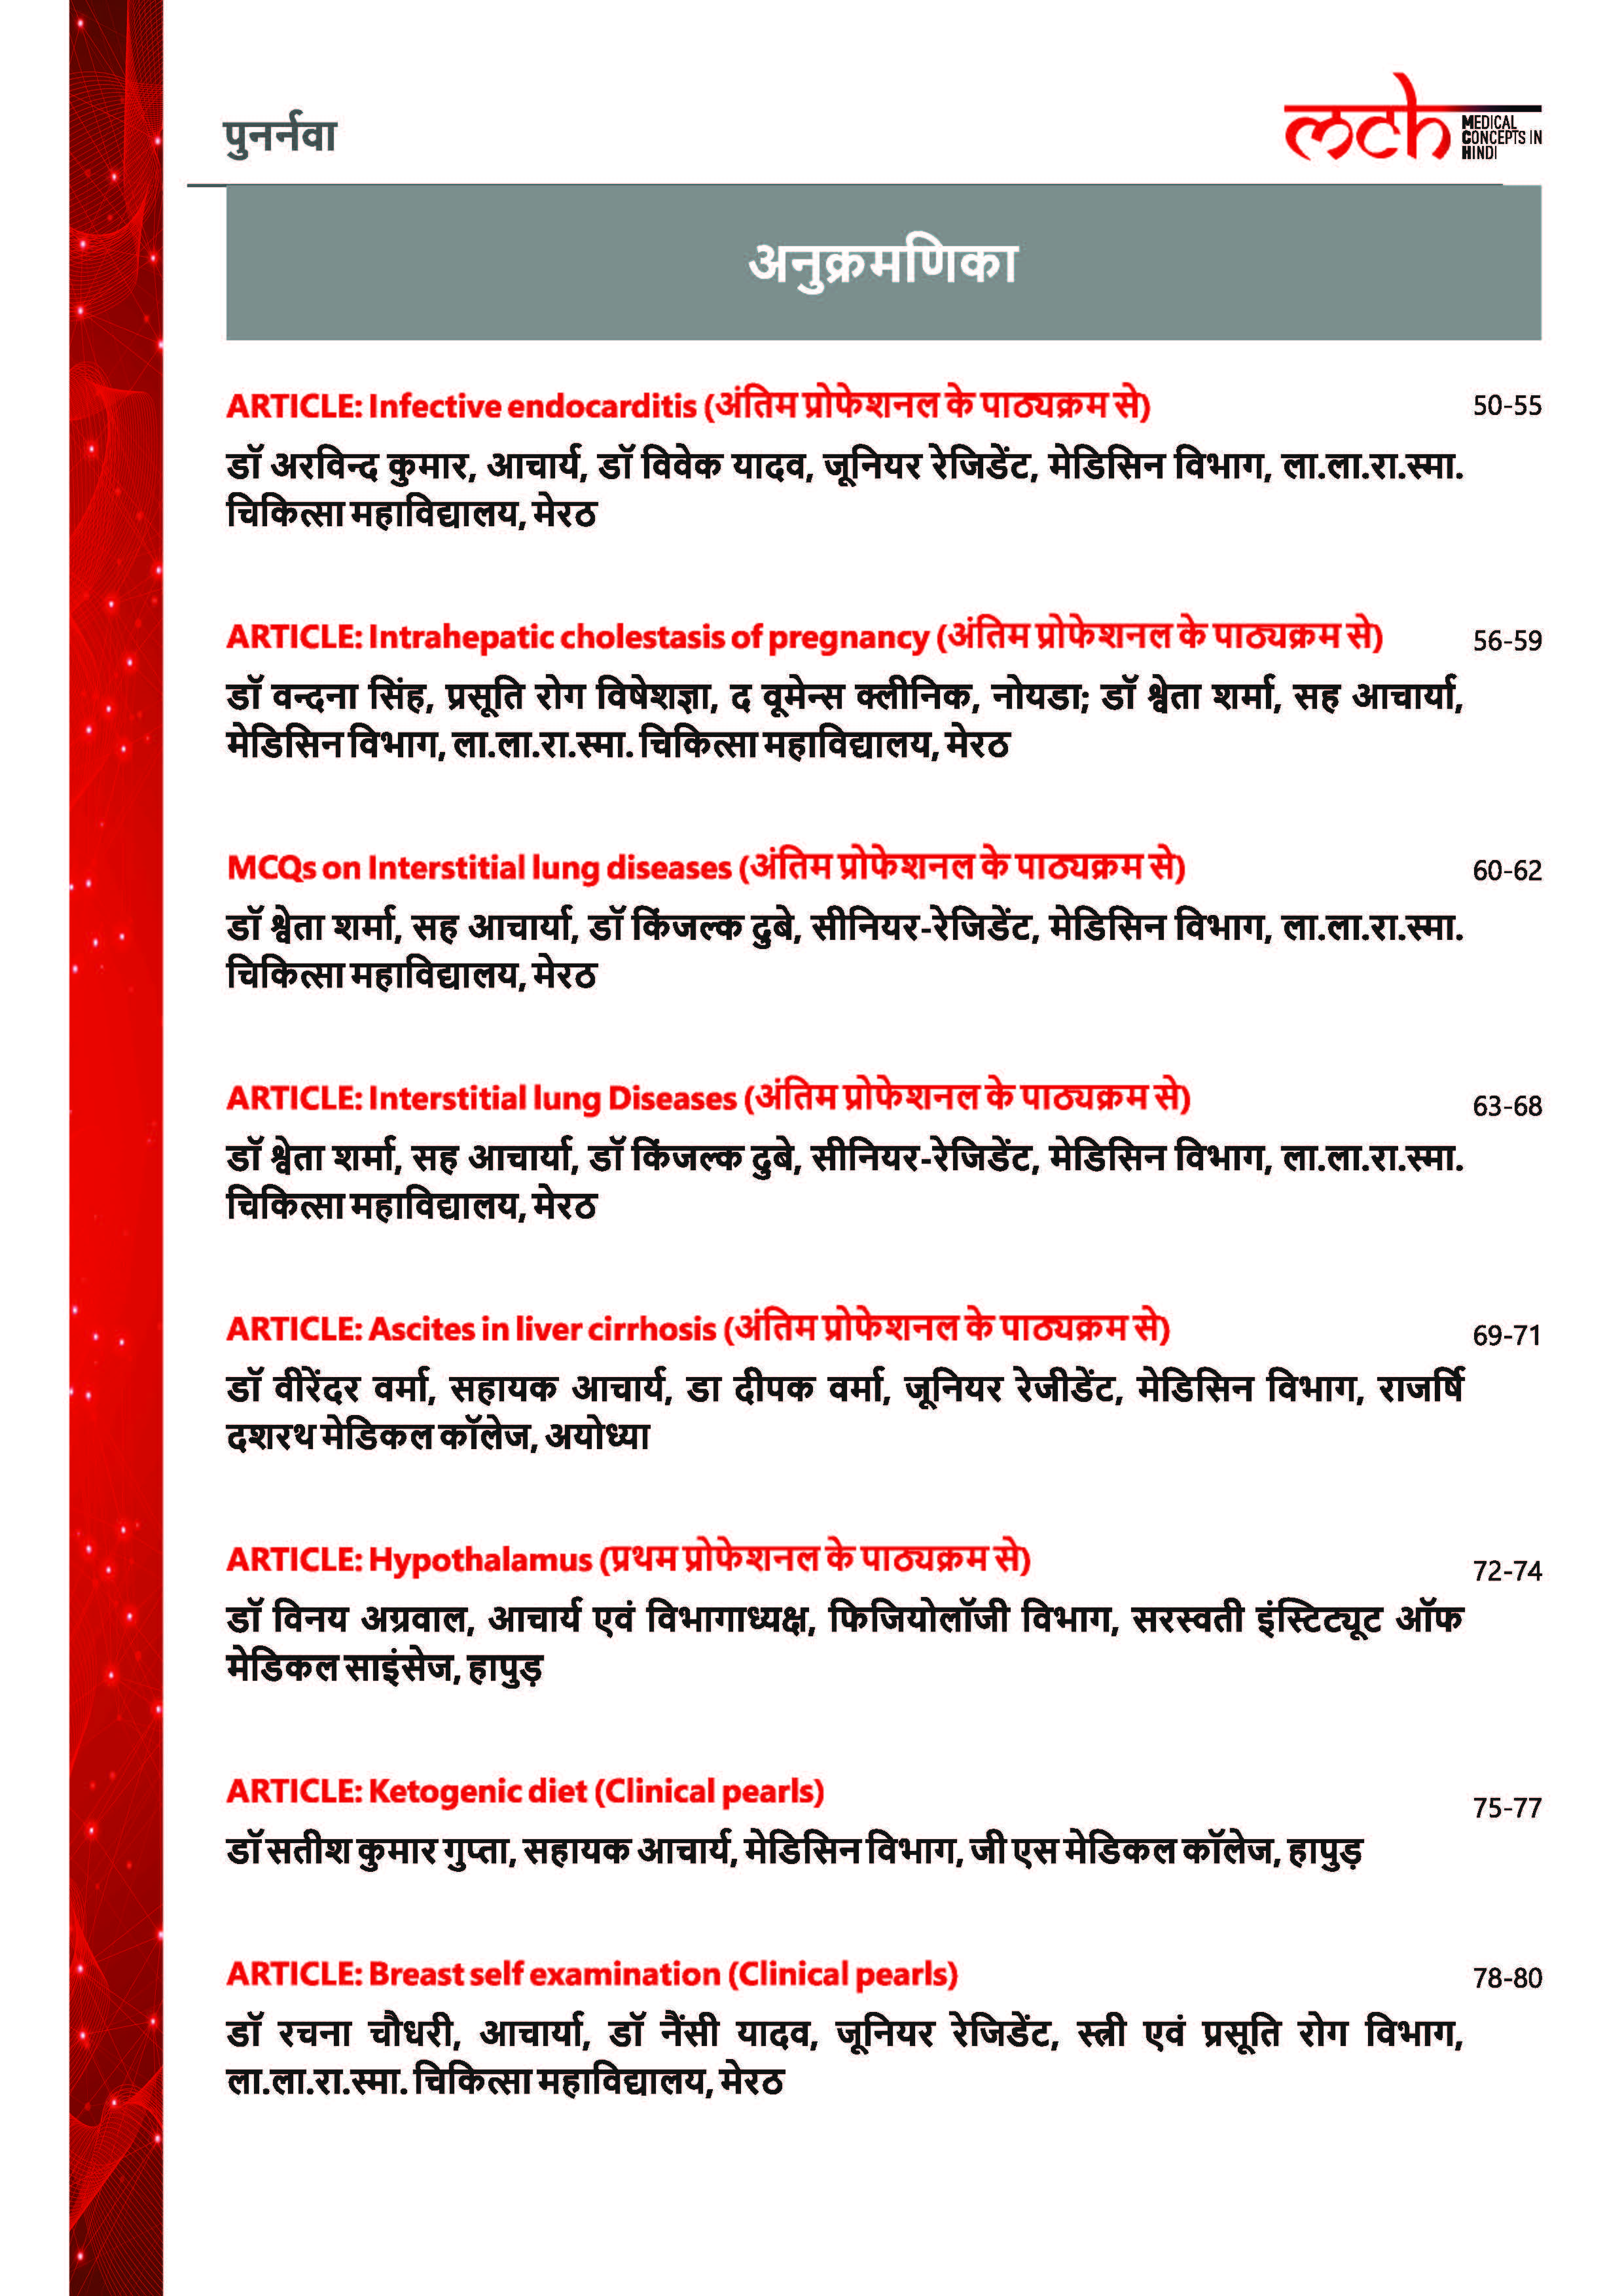 पुनर्नवा
mch
MEDICAL
CONCEPTS IN
HINDI
अनुक्रमणिका
ARTICLE: Infective endocarditis (अंतिम प्रोफेशनल के पाठ्यक्रम से) 50-55
डॉ अरविन्द कुमार, आचार्य, डॉ विवेक यादव, जूनियर रेजिडेंट, मेडिसिन विभाग, ला.ला.रा.स्मा.
चिकित्सा महाविद्यालय, मेरठ
ARTICLE: Intrahepatic cholestasis of pregnancy (अंतिम प्रोफेशनल के पाठ्यक्रम से) 56-59
डॉ वन्दना सिंह, प्रसूति रोग विषेशज्ञा, द वूमेन्स क्लीनिक, नोयडा; डॉ श्वेता शर्मा, सह आचार्या,
मेडिसिन विभाग, ला.ला.रा.स्मा. चिकित्सा महाविद्यालय, मेरठ
MCQs on Interstitial lung diseases (अंतिम प्रोफेशनल के पाठ्यक्रम से) 60-62
डॉ श्वेता शर्मा, सह आचार्या, डॉ किंजल्क दुबे, सीनियर-रेजिडेंट, मेडिसिन विभाग, ला.ला.रा.स्मा.
चिकित्सा महाविद्यालय, मेरठ
ARTICLE: Interstitial lung Diseases (अंतिम प्रोफेशनल के पाठ्यक्रम से) 63-68
डॉ श्वेता शर्मा, सह आचार्या, डॉ किंजल्क दुबे, सीनियर-रेजिडेंट, मेडिसिन विभाग, ला.ला.रा.स्मा.
चिकित्सा महाविद्यालय, मेरठ
ARTICLE: Ascites in liver cirrhosis (अंतिम प्रोफेशनल के पाठ्यक्रम से) 69-71
डॉ वीरेंदर वर्मा, सहायक आचार्य, डा दीपक वर्मा, जूनियर रेजीडेंट, मेडिसिन विभाग, राजर्षि
दशरथ मेडिकल कॉलेज, अयोध्या
ARTICLE: Hypothalamus (प्रथम प्रोफेशनल के पाठ्यक्रम से) 72-74
डॉ विनय अग्रवाल, आचार्य एवं विभागाध्यक्ष, फिजियोलॉजी विभाग, सरस्वती इंस्टिट्यूट ऑफ
मेडिकल साइंसेज, हापुड़
ARTICLE: Ketogenic diet (Clinical pearls) 75-77
डॉ सतीश कुमार गुप्ता, सहायक आचार्य, मेडिसिन विभाग, जी एस मेडिकल कॉलेज, हापुड़
ARTICLE: Breast self examination (Clinical pearls) 78-80
डॉ रचना चौधरी, आचार्या, डॉ नैंसी यादव, जूनियर रेजिडेंट, स्त्री एवं प्रसूति रोग विभाग,
ला.ला.रा.स्मा. चिकित्सा महाविद्यालय, मेरठ